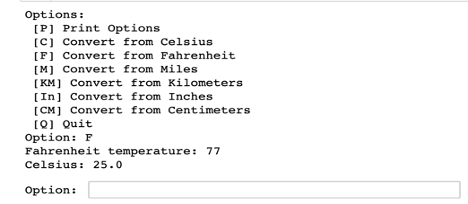 Options:
[P] Print Options
[C] Convert from Celsius
[F] Convert from Fahrenheit
[M] Convert from Miles
[KM] Convert from Kilometers
[In] Convert from Inches
[CM] Convert from Centimeters
[Q] Quit
Option: F
Fahrenheit temperature: 77
Celsius: 25.0
Option: